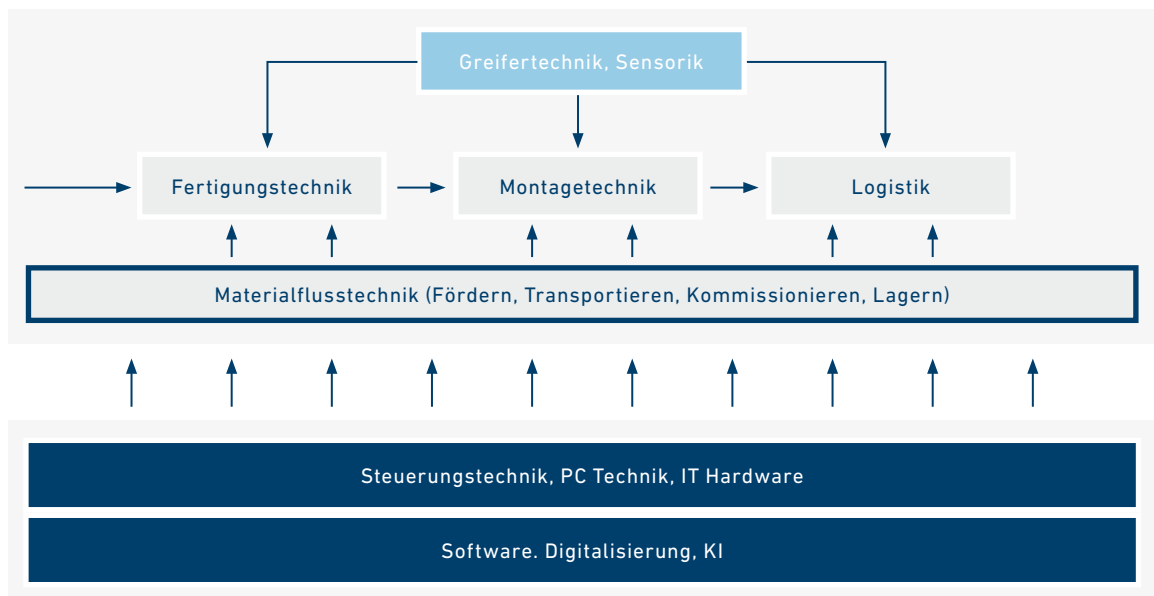 Greifertechnik, Sensorik
Fertigungstechnik
Montagetechnik
Logistik
Materialflusstechnik (Fördern, Transportieren, Kommissionieren, Lagern)
Steuerungstechnik, PC Technik, IT Hardware
Software. Digitalisierung, KI